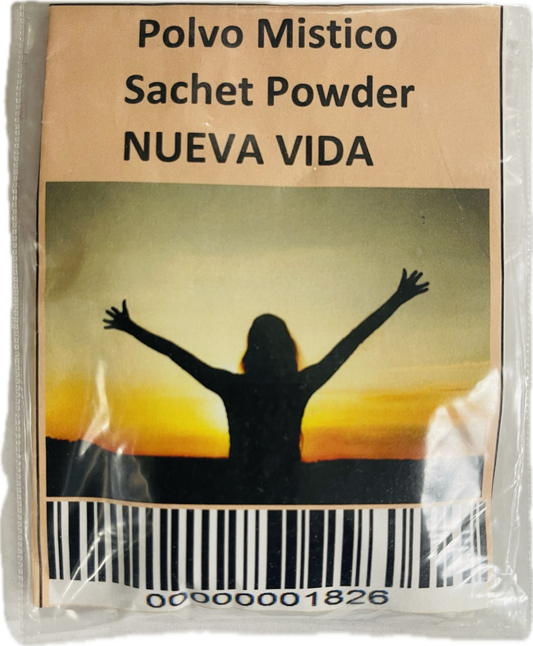 Polvo Mistico
Sachet Powder
NUEVA VIDA
00000001826